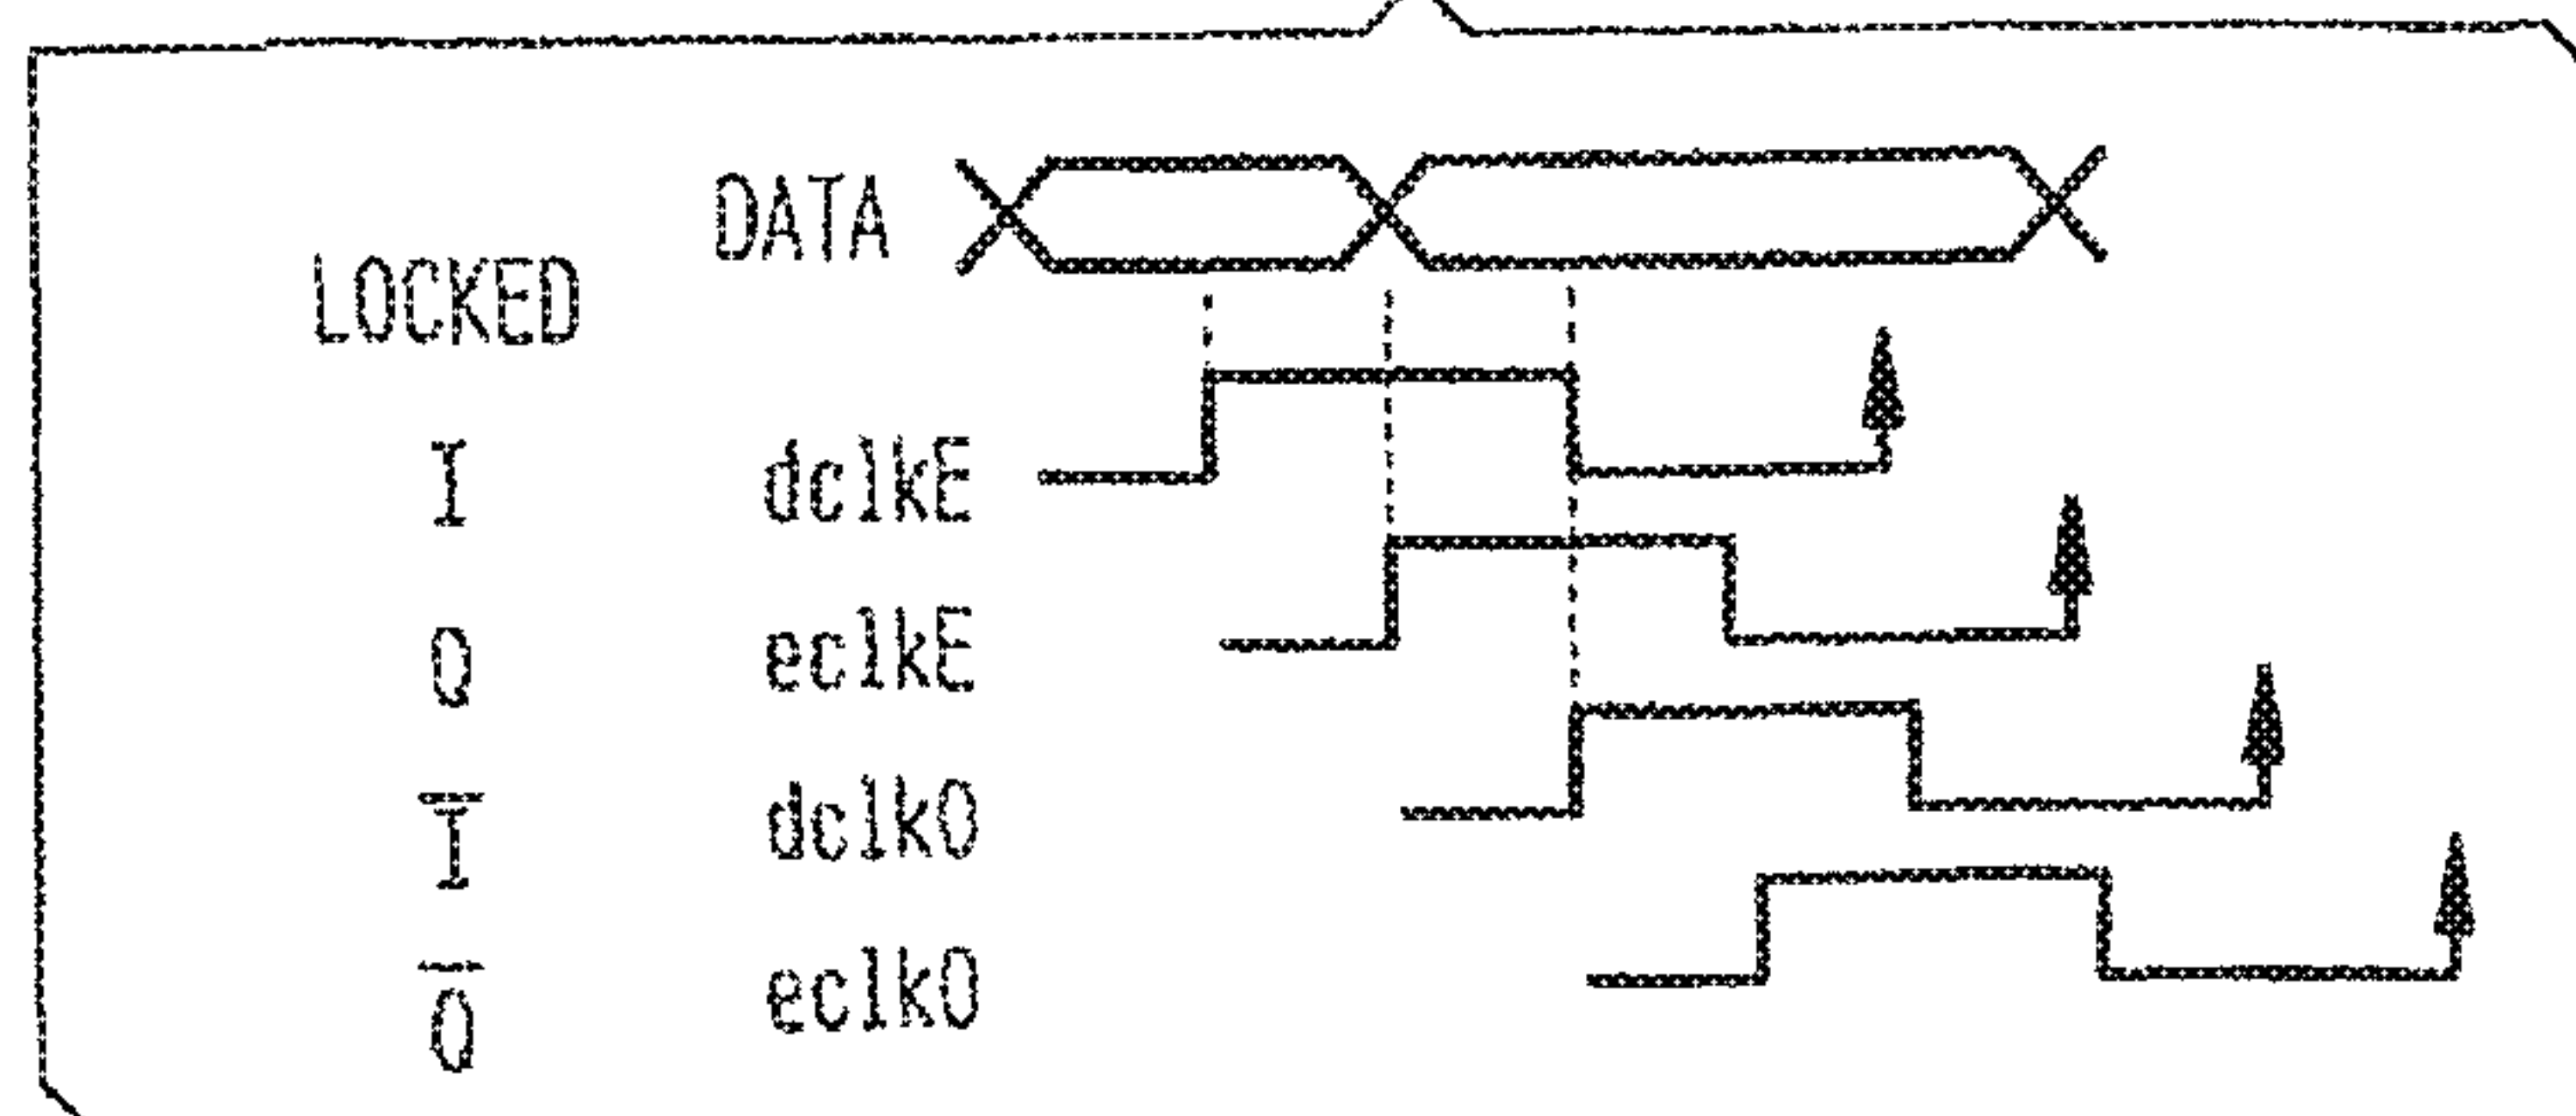 DATA
LOCKED
I dclkE
Q eclkE
I̅ dclkO
Q̅ eclkO